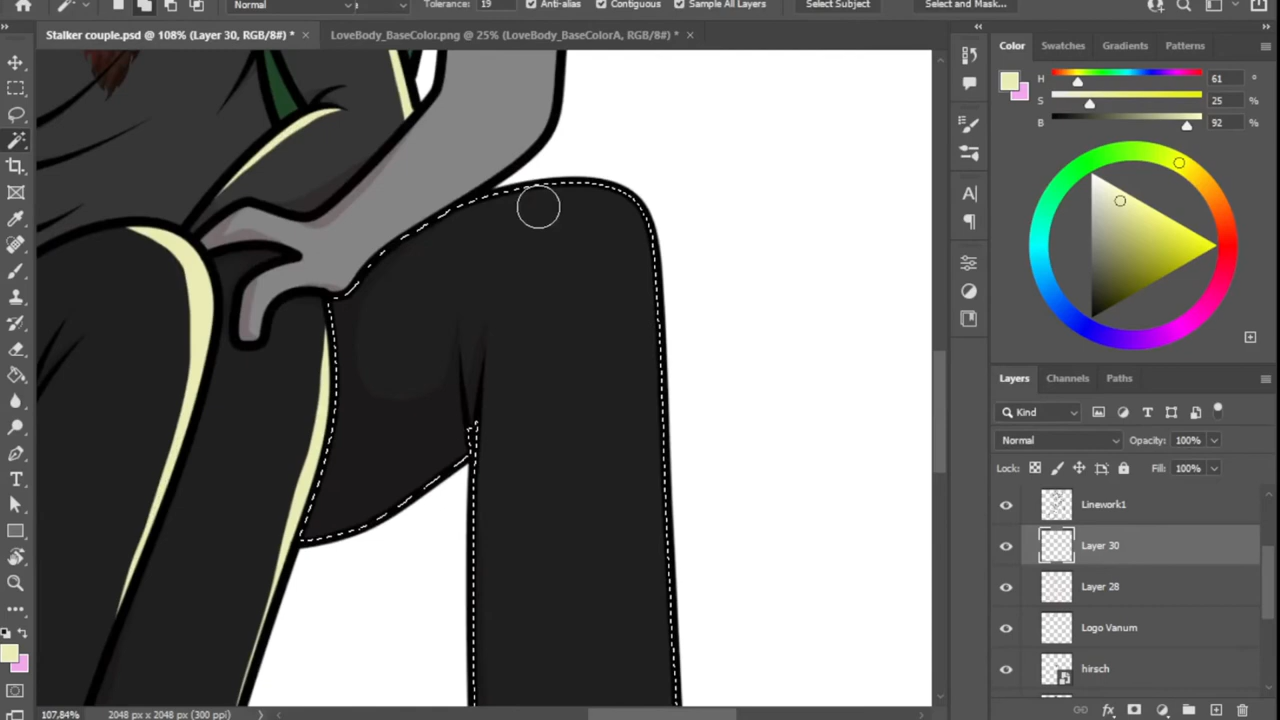 Normal Tolerance: 19 Anti-alias Contiguous Sample All Layers Select Subject Select and Mask...
Stalker couple.psd @ 108% (Layer 30, RGB/8#) * × LoveBody_BaseColor.png @ 25% (LoveBody_BaseColorA, RGB/8#) * ×
Color Swatches Gradients Patterns
H 61 °
S 25 %
B 92 %
Layers Channels Paths
Kind
Normal Opacity: 100%
Lock: Fill: 100%
Linework1
Layer 30
Layer 28
Logo Vanum
hirsch
107,84% 2048 px x 2048 px (300 ppi)